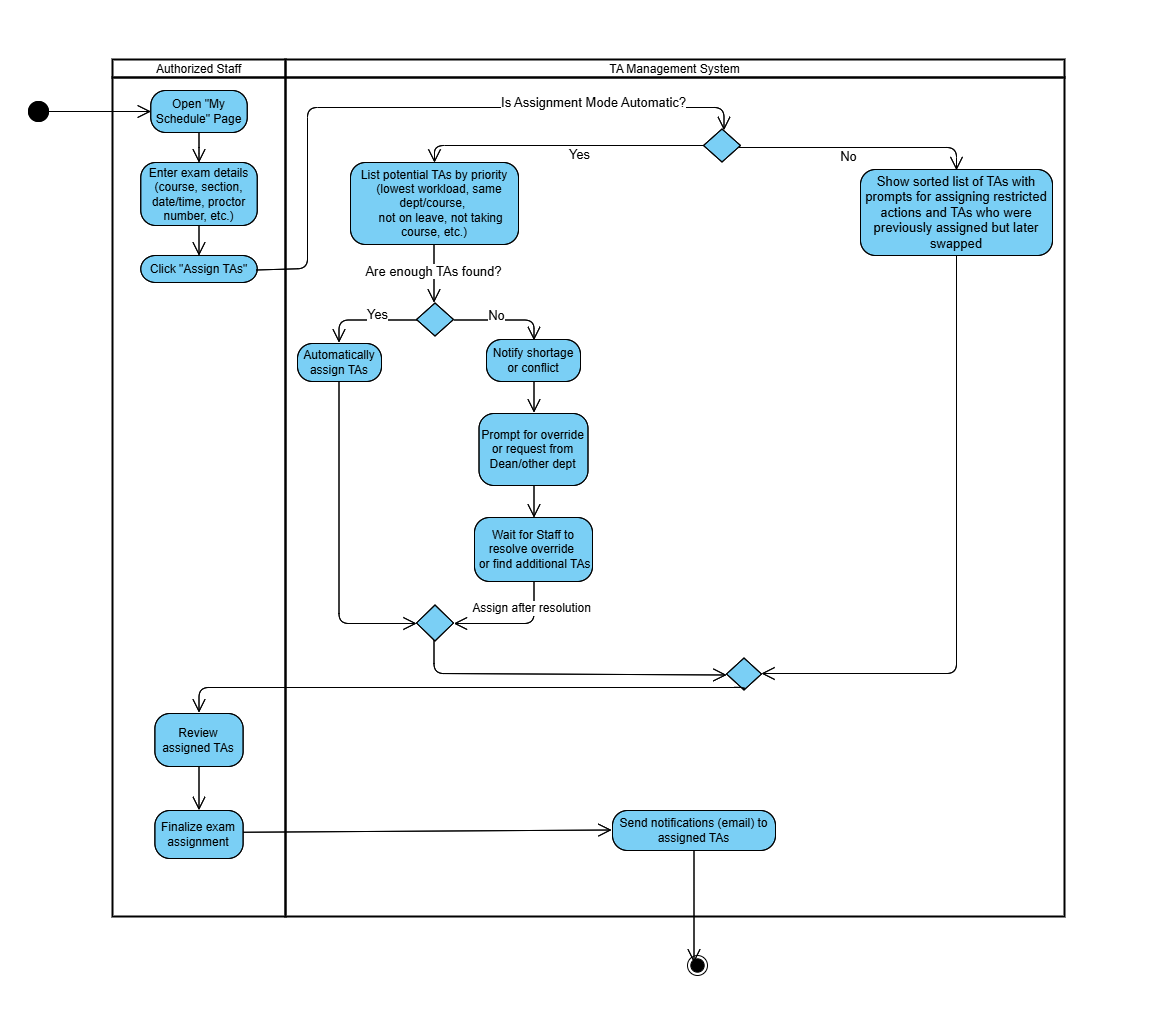 Authorized Staff
TA Management System
Open "My
Schedule" Page
Is Assignment Mode Automatic?
Yes
No
Enter exam details
(course, section,
date/time, proctor
number, etc.)
List potential TAs by priority
(lowest workload, same
dept/course,
not on leave, not taking
course, etc.)
Show sorted list of TAs with
prompts for assigning restricted
actions and TAs who were
previously assigned but later
swapped
Click "Assign TAs"
Are enough TAs found?
Yes
No
Automatically
assign TAs
Notify shortage
or conflict
Prompt for override
or request from
Dean/other dept
Wait for Staff to
resolve override
or find additional TAs
Assign after resolution
Review
assigned TAs
Finalize exam
assignment
Send notifications (email) to
assigned TAs